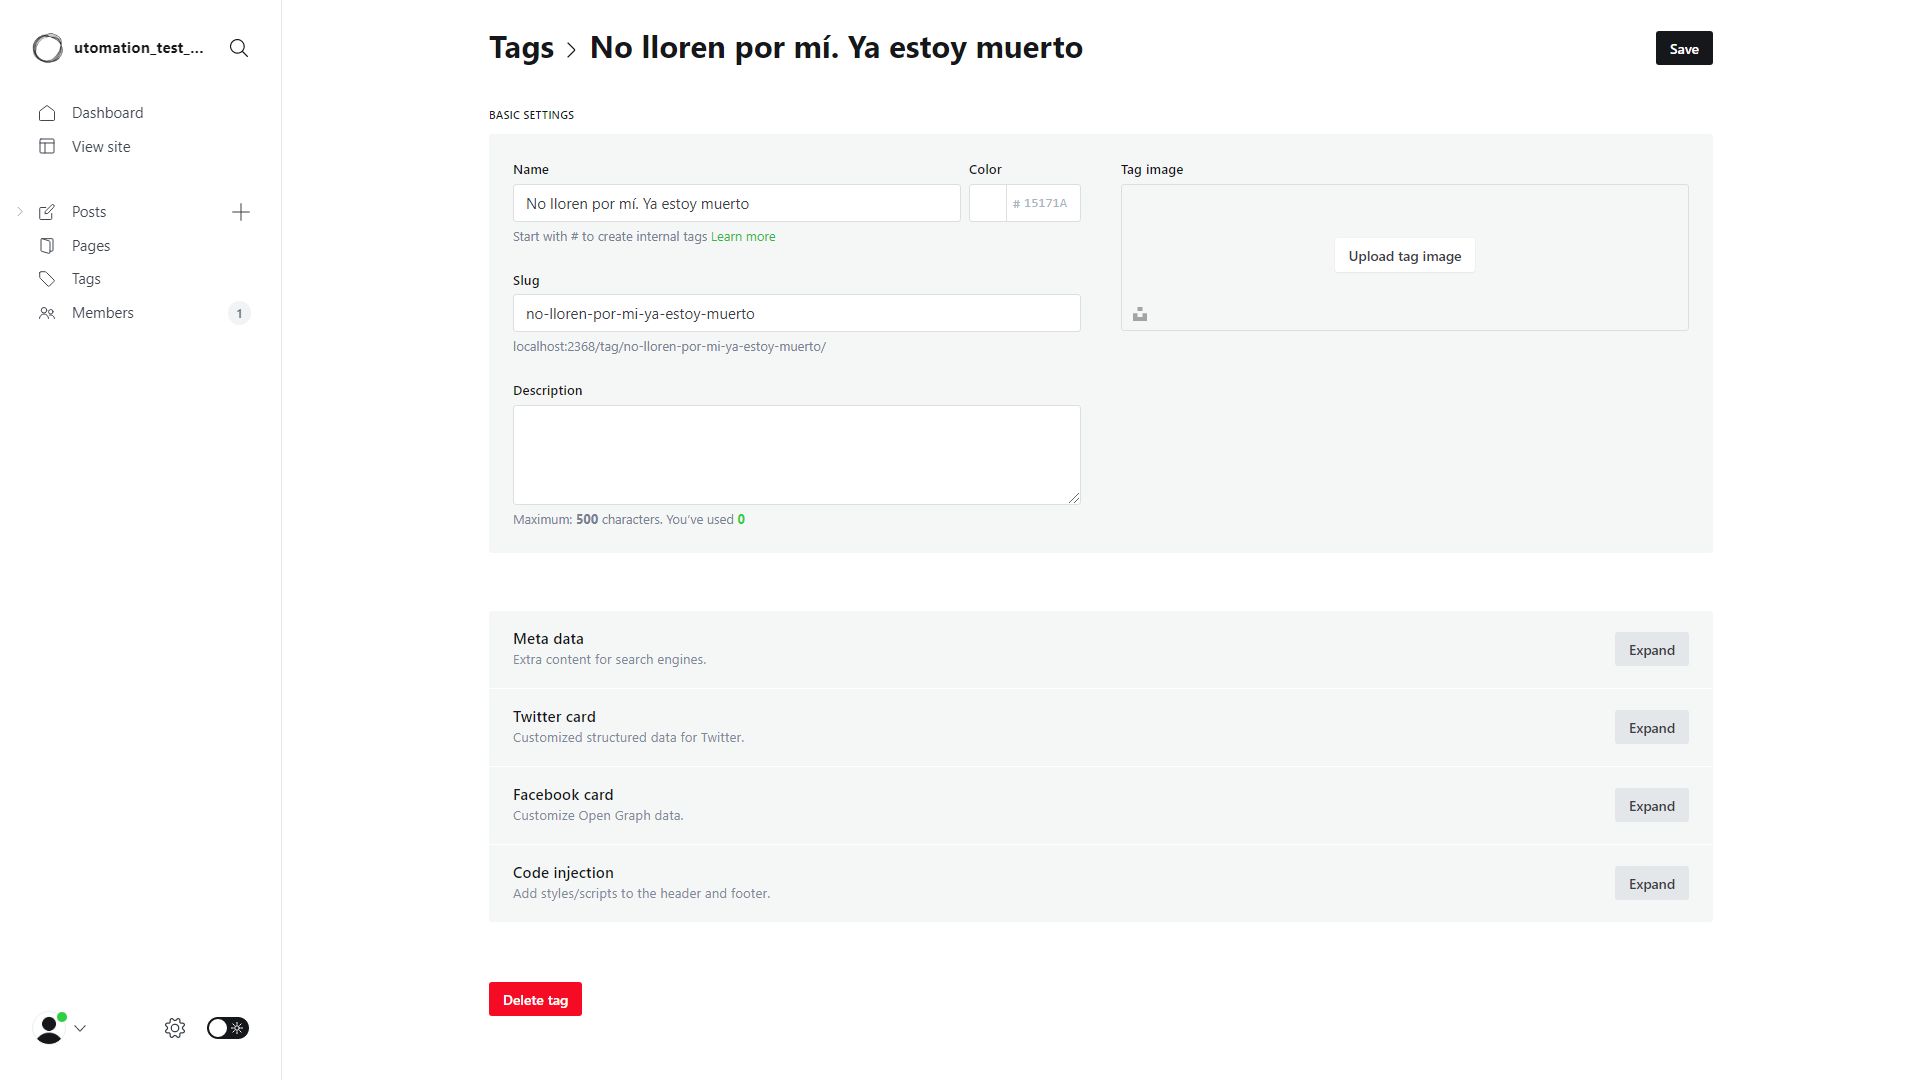 utomation_test_...
Dashboard
View site
Posts
Pages
Tags
Members
1
Tags > No lloren por mí. Ya estoy muerto
Save
BASIC SETTINGS
Name
No lloren por mí. Ya estoy muerto
Start with # to create internal tags Learn more
Color
# 15171A
Slug
no-lloren-por-mi-ya-estoy-muerto
localhost:2368/tag/no-lloren-por-mi-ya-estoy-muerto/
Description
Maximum: 500 characters. You’ve used 0
Tag image
Upload tag image
Meta data
Extra content for search engines.
Expand
Twitter card
Customized structured data for Twitter.
Expand
Facebook card
Customize Open Graph data.
Expand
Code injection
Add styles/scripts to the header and footer.
Expand
Delete tag